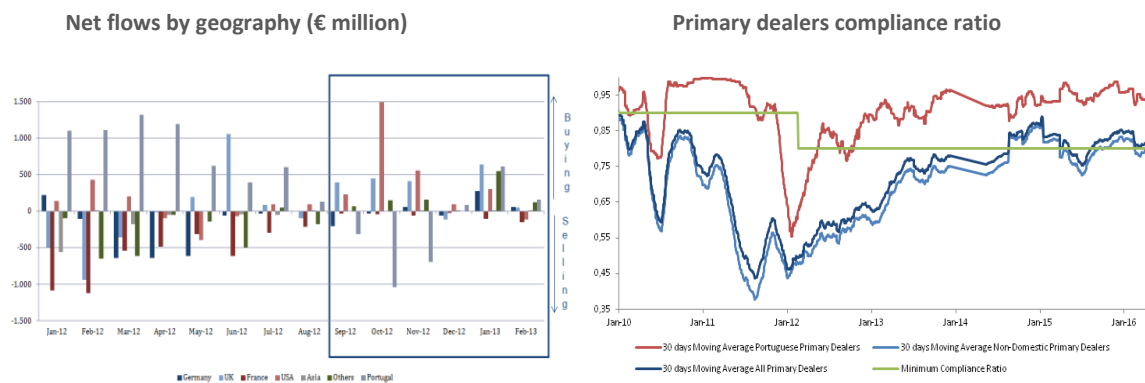 Net flows by geography (€ million)
1.500
1.000
500
0
-500
-1.000
-1.500
Jan-12 Feb-12 Mar-12 Apr-12 May-12 Jun-12 Jul-12 Aug-12 Sep-12 Oct-12 Nov-12 Dec-12 Jan-13 Feb-13
Buying
Selling
Germany UK France USA Asia Others Portugal
Primary dealers compliance ratio
0,95
0,85
0,75
0,65
0,55
0,45
0,35
Jan-10 Jan-11 Jan-12 Jan-13 Jan-14 Jan-15 Jan-16
30 days Moving Average Portuguese Primary Dealers 30 days Moving Average Non-Domestic Primary Dealers
30 days Moving Average All Primary Dealers Minimum Compliance Ratio